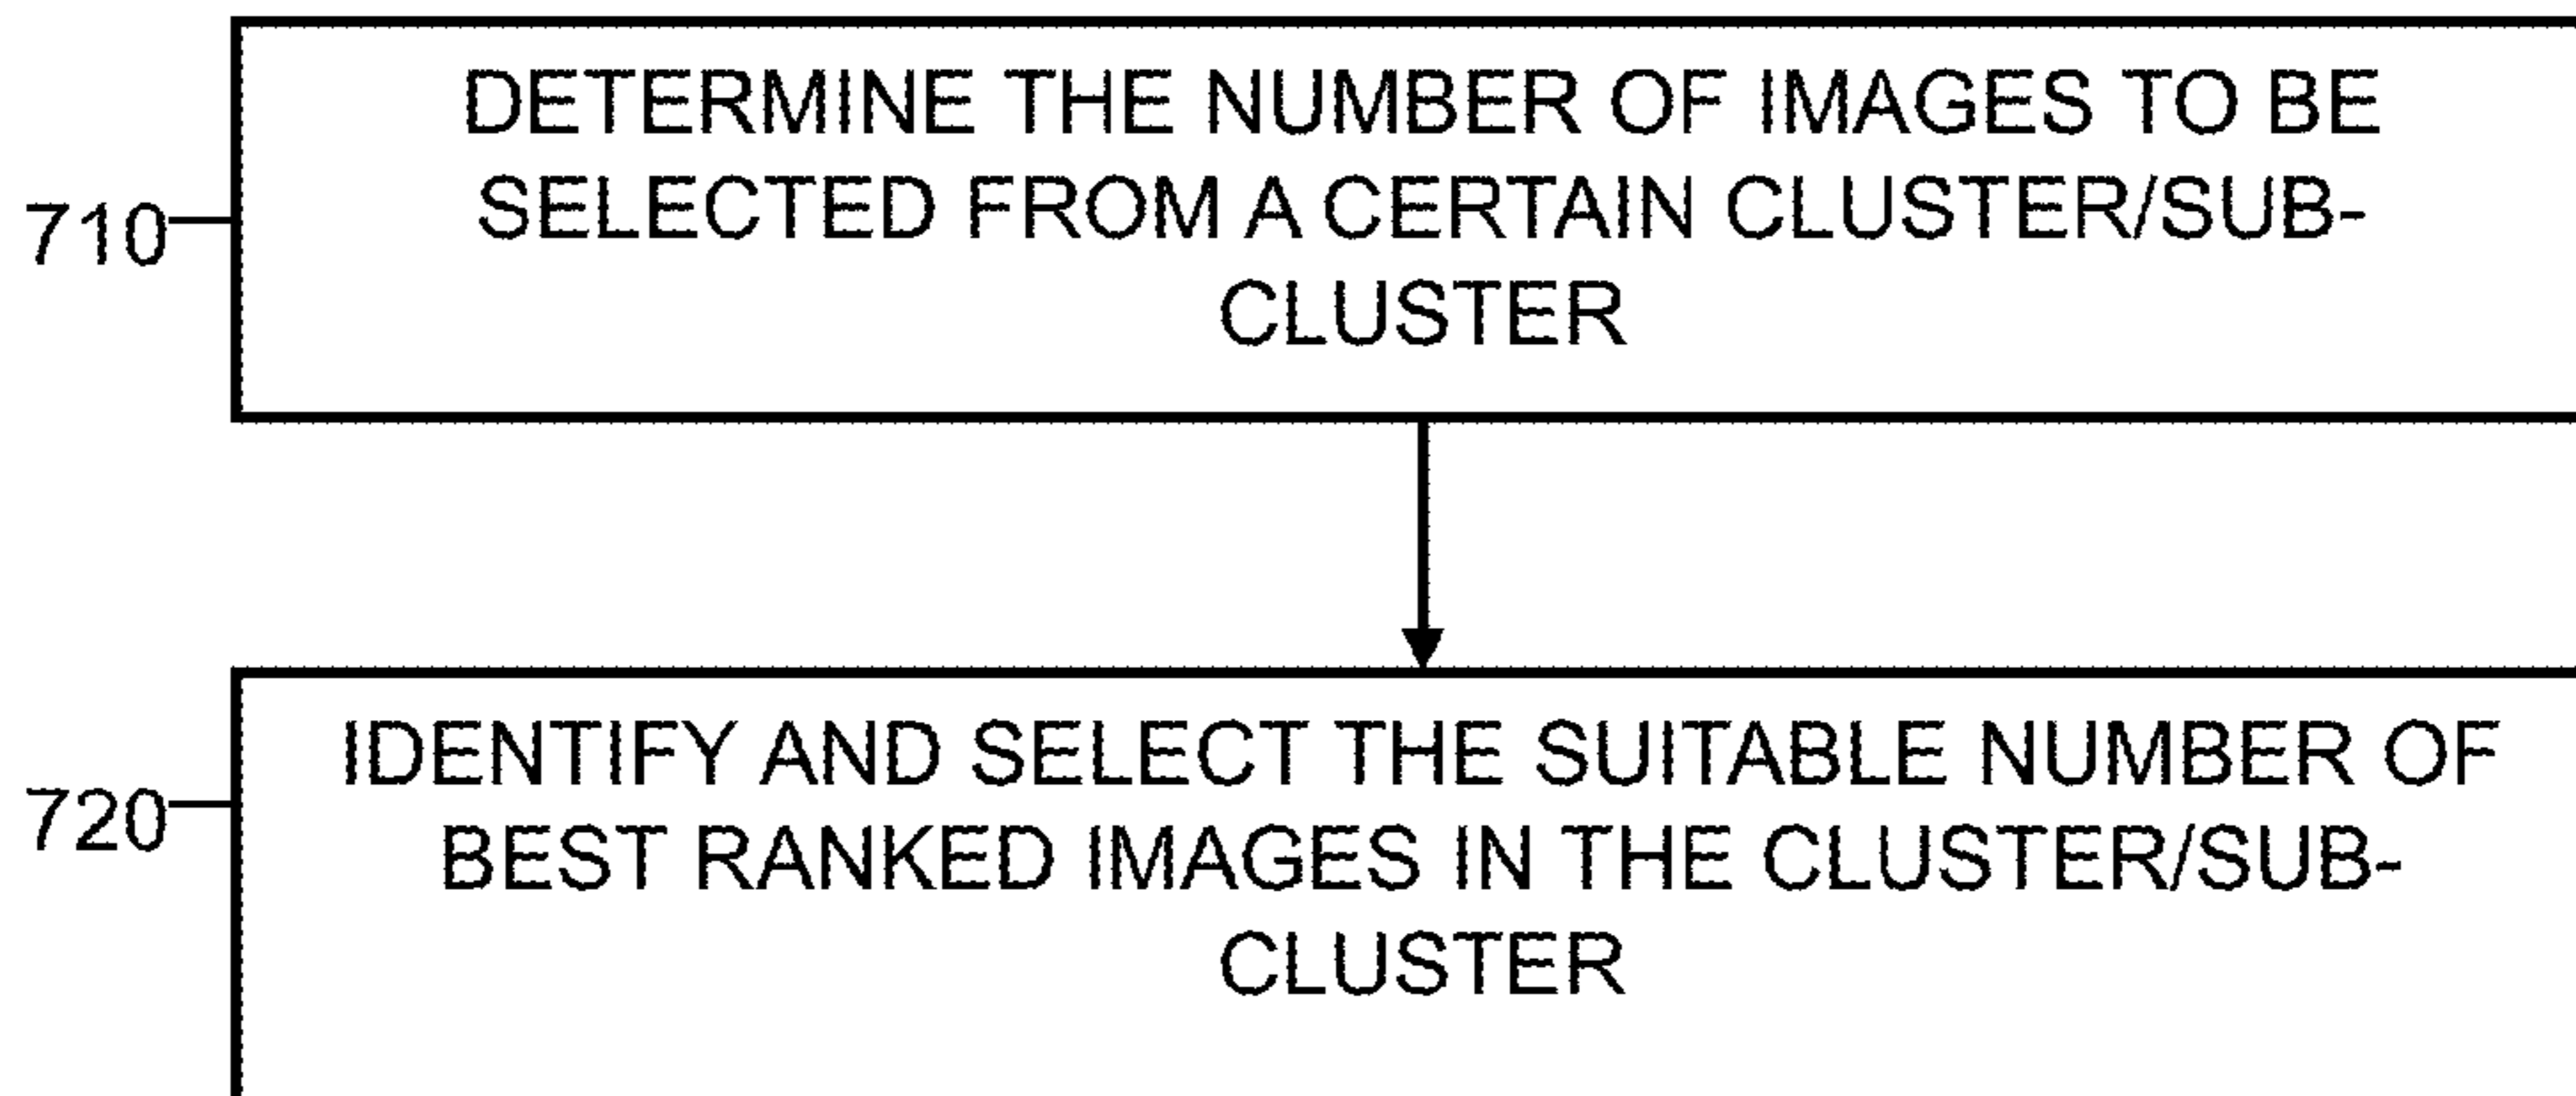 DETERMINE THE NUMBER OF IMAGES TO BE
SELECTED FROM A CERTAIN CLUSTER/SUB-
CLUSTER
710
IDENTIFY AND SELECT THE SUITABLE NUMBER OF
BEST RANKED IMAGES IN THE CLUSTER/SUB-
CLUSTER
720